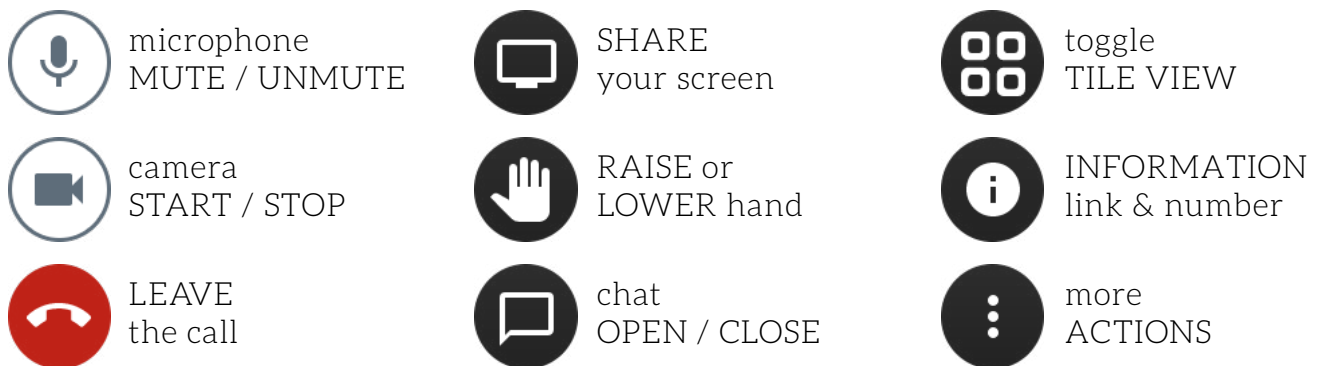 microphone
MUTE / UNMUTE
SHARE
your screen
toggle
TILE VIEW
camera
START / STOP
RAISE or
LOWER hand
INFORMATION
link & number
LEAVE
the call
chat
OPEN / CLOSE
more
ACTIONS